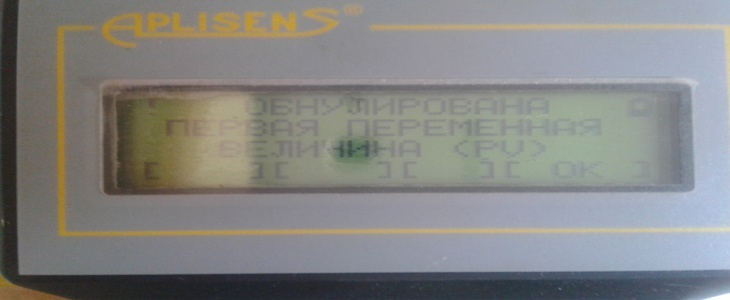 APLISENS®
ОБНУЛИРОВАНА
ПЕРВАЯ ПЕРЕМЕННАЯ
ВЕЛИЧИНА (PV)
[ ][ ][ ][ OK ]